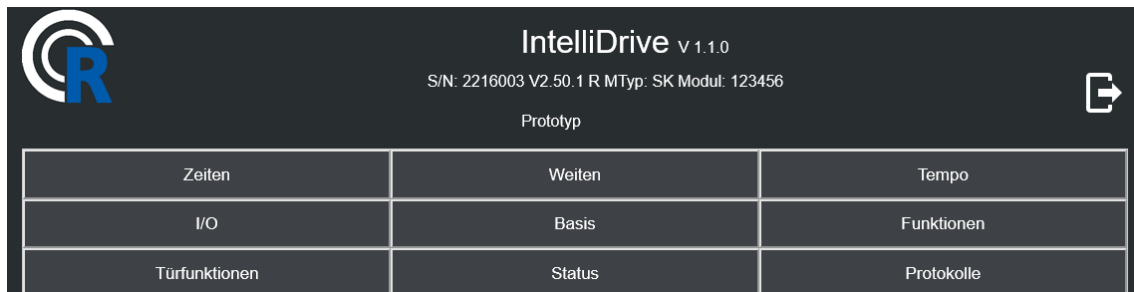 R
IntelliDrive V 1.1.0
S/N: 2216003 V2.50.1 R MTyp: SK Modul: 123456
Prototyp
Zeiten Weiten Tempo
I/O Basis Funktionen
Türfunktionen Status Protokolle